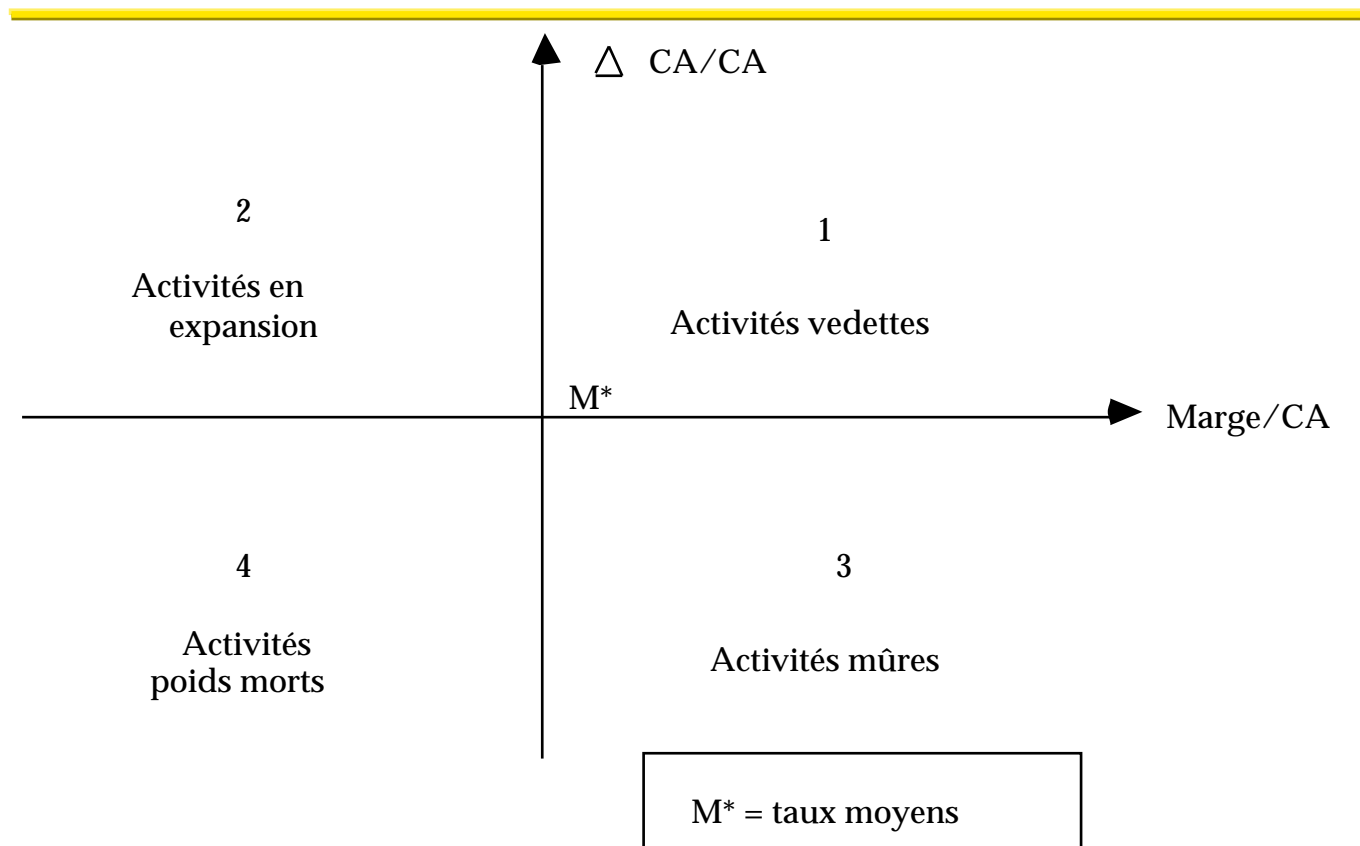 △ CA/CA
2
Activités en
expansion
1
Activités vedettes
M*
Marge/CA
4
Activités
poids morts
3
Activités mûres
M* = taux moyens